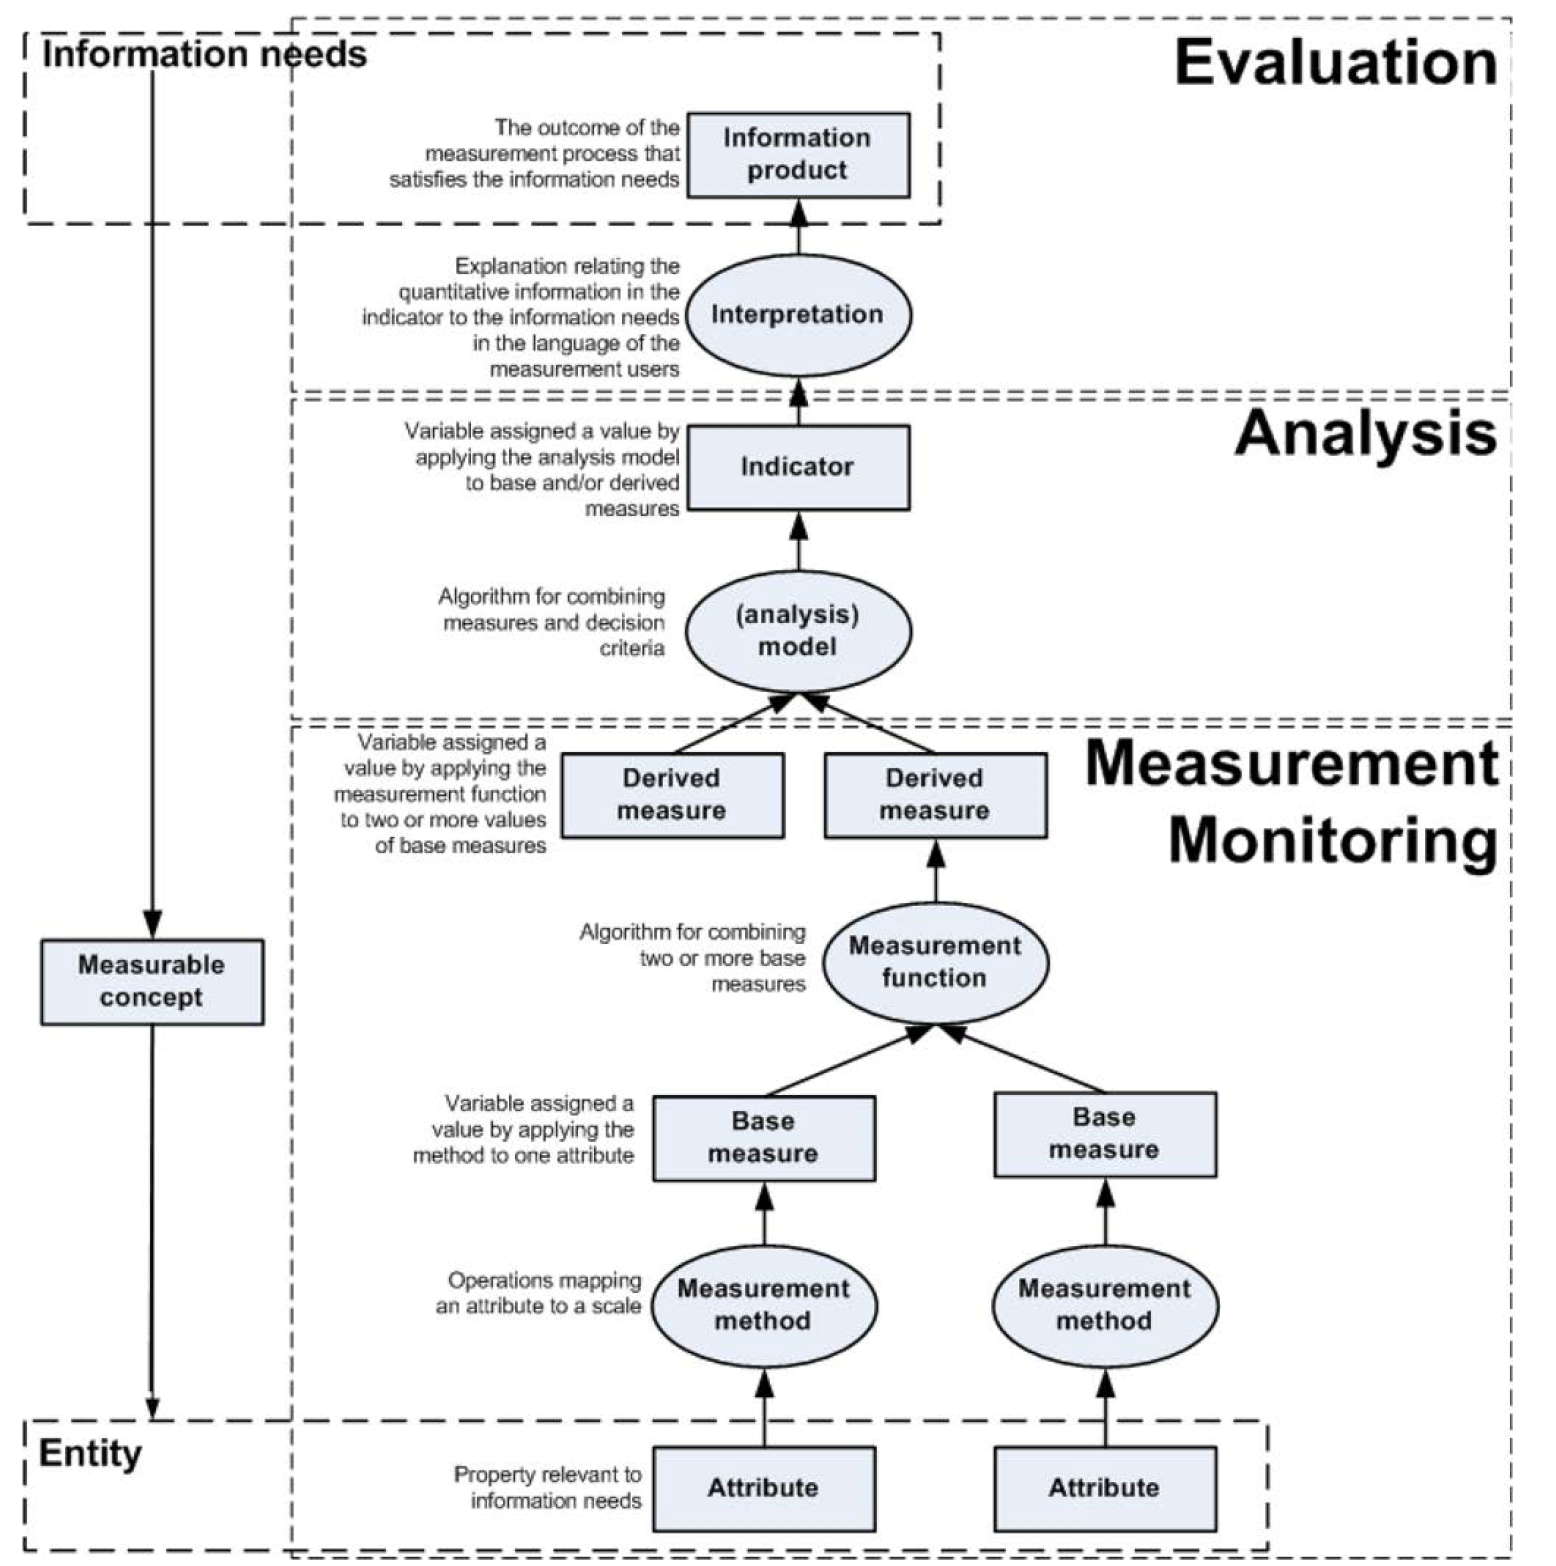 Information needs
Evaluation
The outcome of the
measurement process that
satisfies the information needs
Information
product
Explanation relating the
quantitative information in the
indicator to the information needs
in the language of the
measurement users
Interpretation
Analysis
Variable assigned a value by
applying the analysis model
to base and/or derived
measures
Indicator
Algorithm for combining
measures and decision
criteria
(analysis)
model
Measurement
Monitoring
Variable assigned a
value by applying the
measurement function
to two or more values
of base measures
Derived
measure
Derived
measure
Algorithm for combining
two or more base
measures
Measurement
function
Measurable
concept
Variable assigned a
value by applying the
method to one attribute
Base
measure
Base
measure
Operations mapping
an attribute to a scale
Measurement
method
Measurement
method
Entity
Property relevant to
information needs
Attribute
Attribute